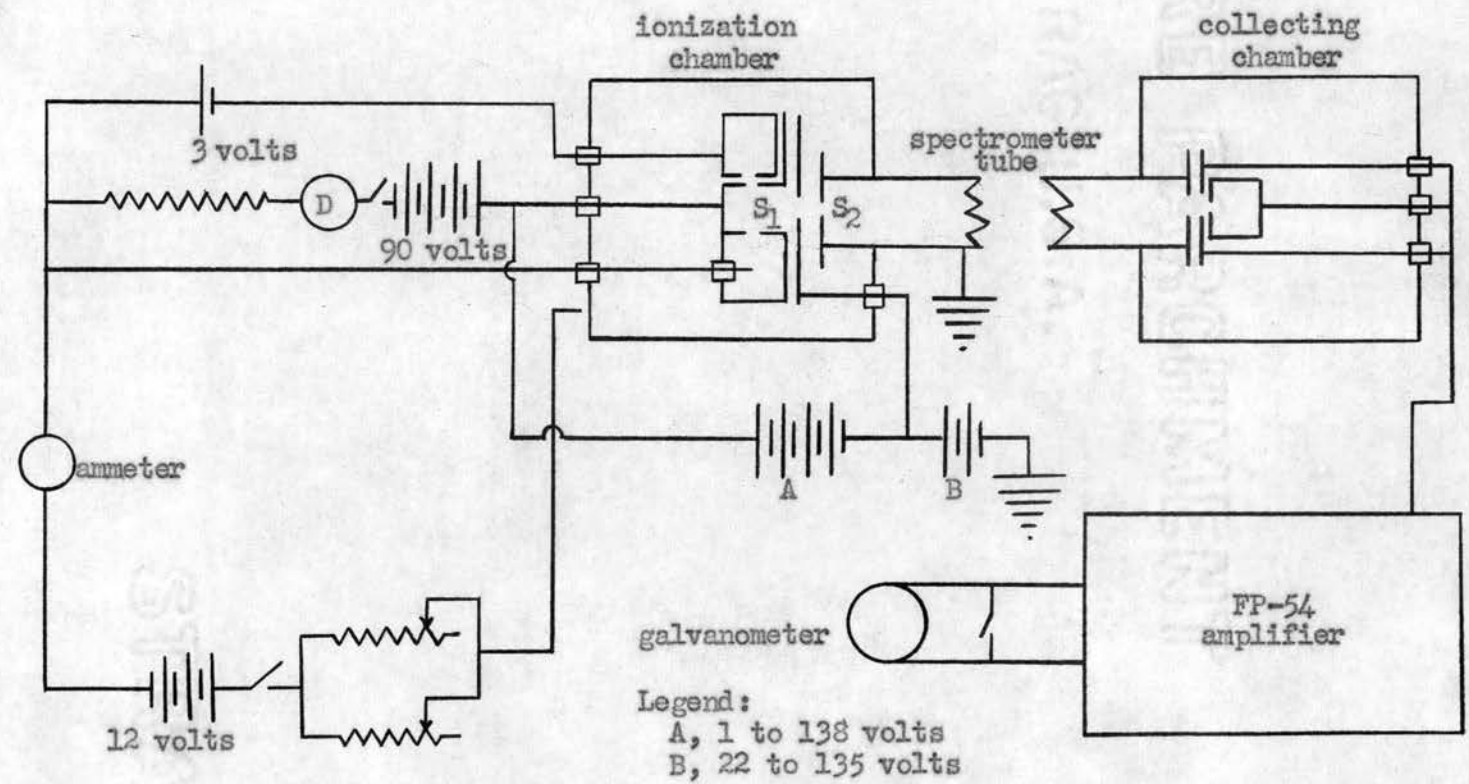 ionization
chamber
collecting
chamber
3 volts
spectrometer
tube
D
S1
S2
90 volts
ammeter
A
B
FP-54
amplifier
galvanometer
12 volts
Legend:
A, 1 to 138 volts
B, 22 to 135 volts